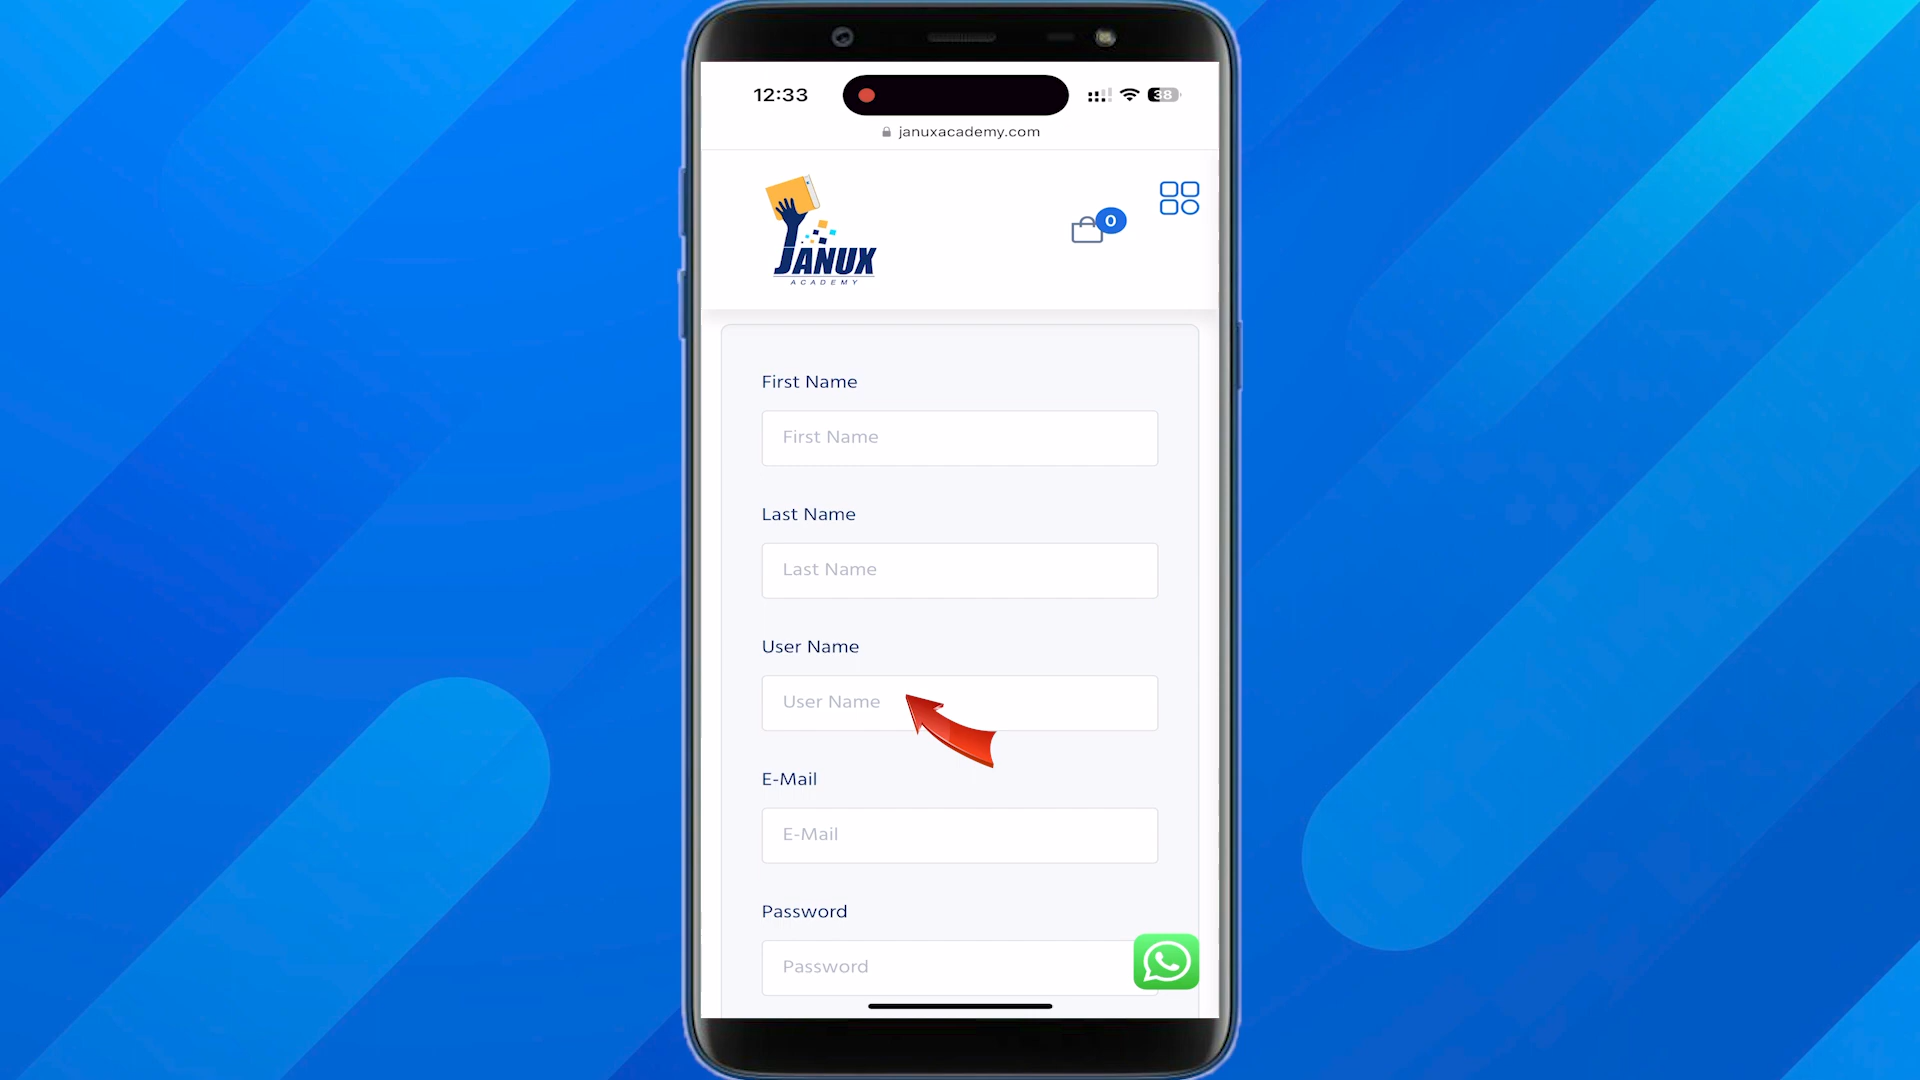 12:33
38
januxacademy.com
JANUX
ACADEMY
0
First Name
First Name
Last Name
Last Name
User Name
User Name
E-Mail
E-Mail
Password
Password